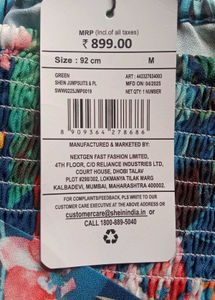 MRP (Incl.of all taxes)
₹ 899.00
Size : 92 cm M
GREEN ART : 443327634003
SHEIN JUMPSUITS & PL MFD ON: 04/2025
SWW0225JMP0019 NET QTY: 1 NUMBER
8 909364 278686
MANUFACTURED & MARKETED BY:
NEXTGEN FAST FASHION LIMITED,
4TH FLOOR, C/O RELIANCE INDUSTRIES LTD,
COURT HOUSE, DHOBI TALAV
PLOT #298/302, LOKMANYA TILAK MARG
KALBADEVI, MUMBAI, MAHARASHTRA 400002.
FOR COMPLAINTS/FEEDBACK, PLS WRITE TO OUR
CUSTOMER CARE EXECUTIVE AT THE ABOVE ADDRESS OR
customercare@sheinindia.in or
CALL 1800-889-5040